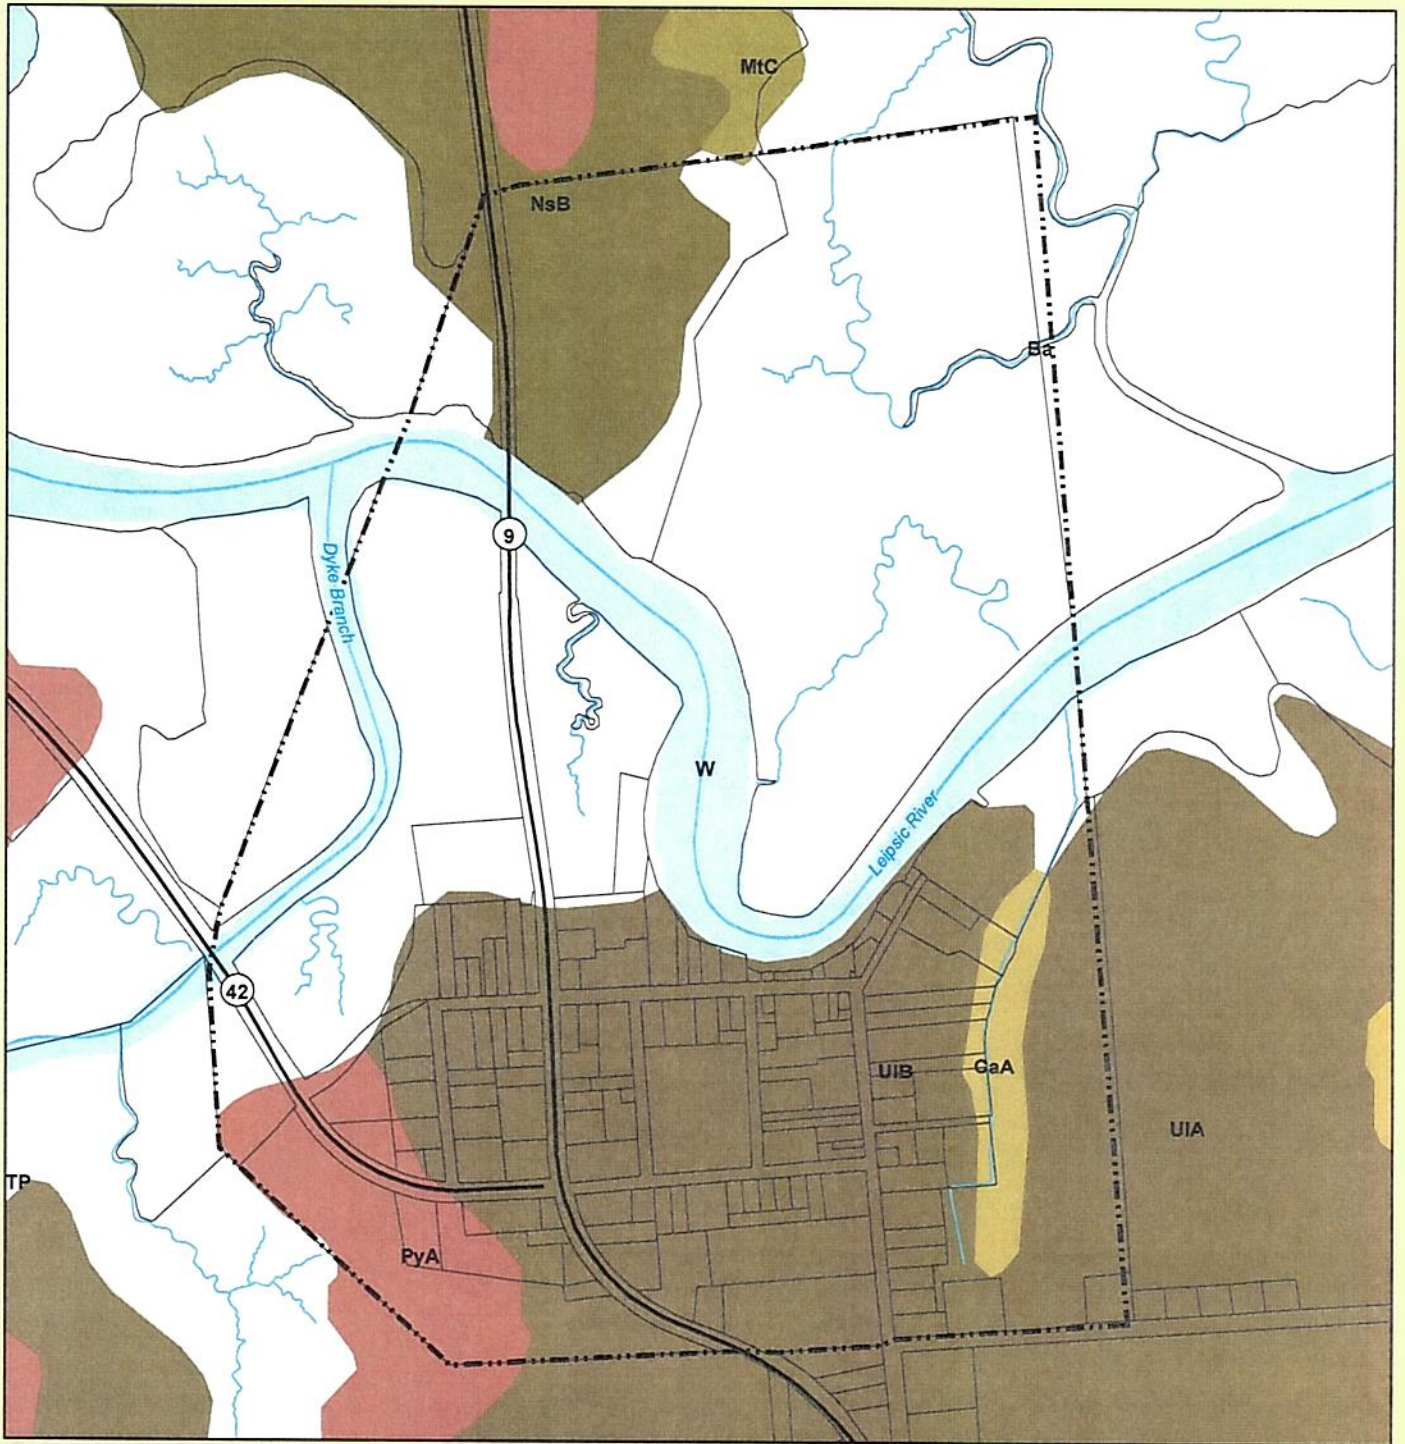 MtC
NsB
Ba
9
Dyke Branch
W
Leipsic River
42
UIB
GaA
UIA
TP
PyA